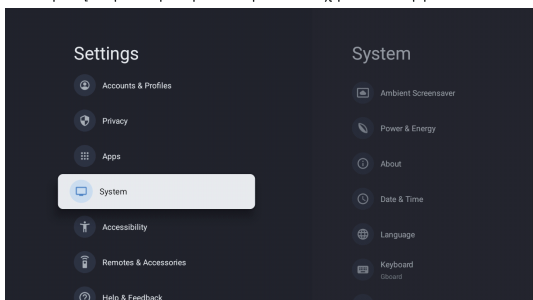 Settings
Accounts & Profiles
Privacy
Apps
System
Accessibility
Remotes & Accessories
Help & Feedback
System
Ambient Screensaver
Power & Energy
About
Date & Time
Language
Keyboard
Gboard